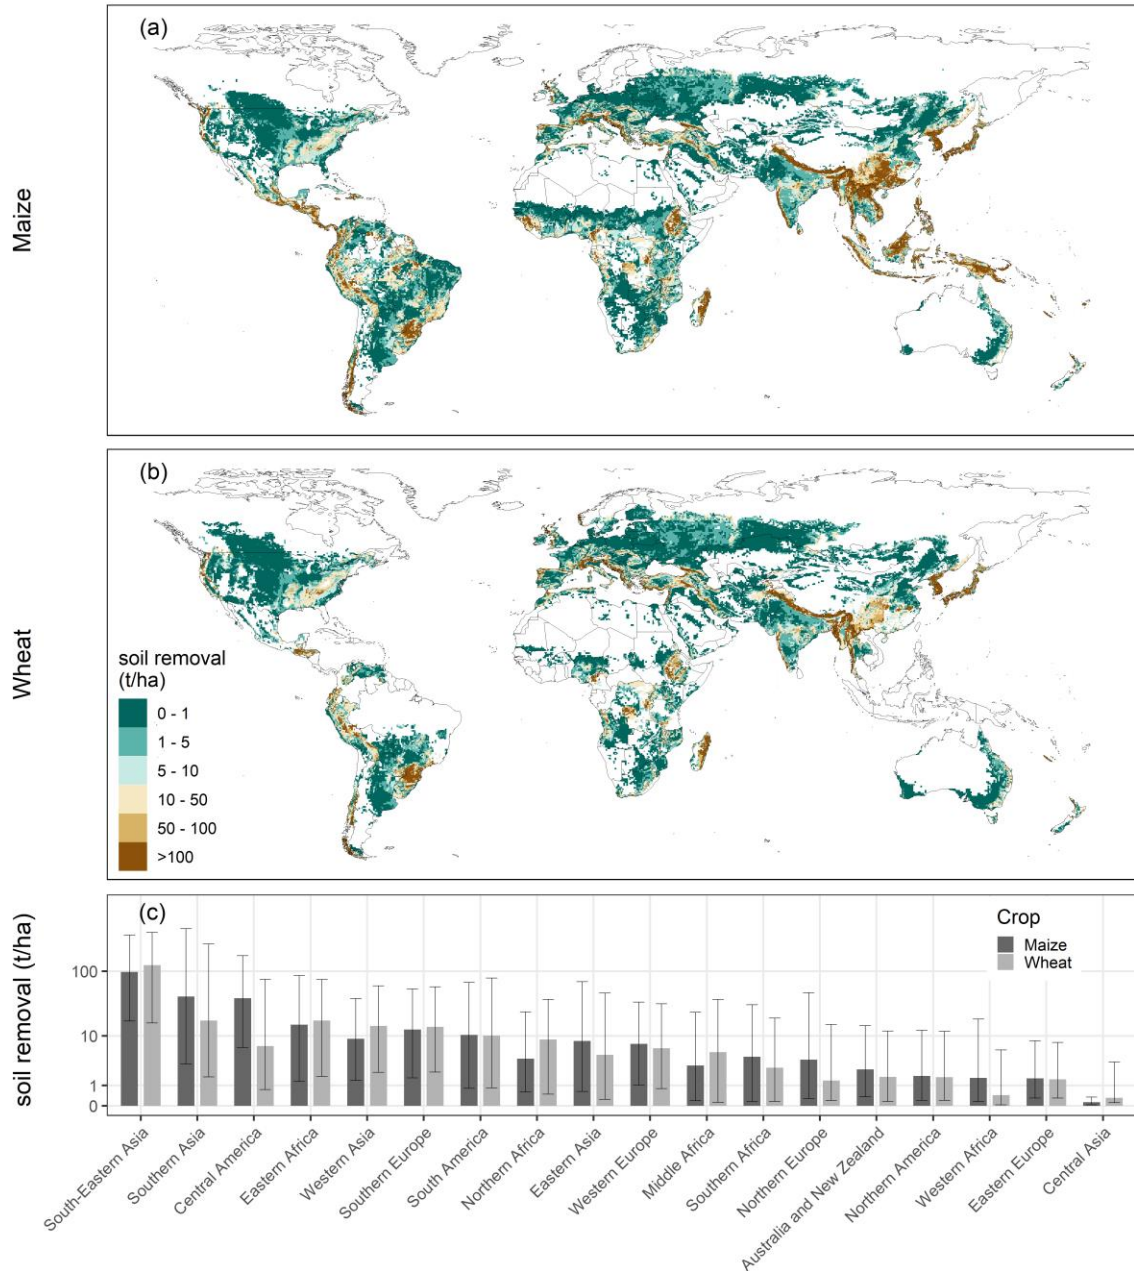 (a)
Maize
(b)
Wheat
soil removal
(t/ha)
0 - 1
1 - 5
5 - 10
10 - 50
50 - 100
>100
(c)
Crop
Maize
Wheat
soil removal (t/ha)
100
10
1
0
South-Eastern Asia
Southern Asia
Central America
Eastern Africa
Western Asia
Southern Europe
South America
Northern Africa
Eastern Asia
Western Europe
Middle Africa
Southern Africa
Northern Europe
Australia and New Zealand
Northern America
Western Africa
Eastern Europe
Central Asia